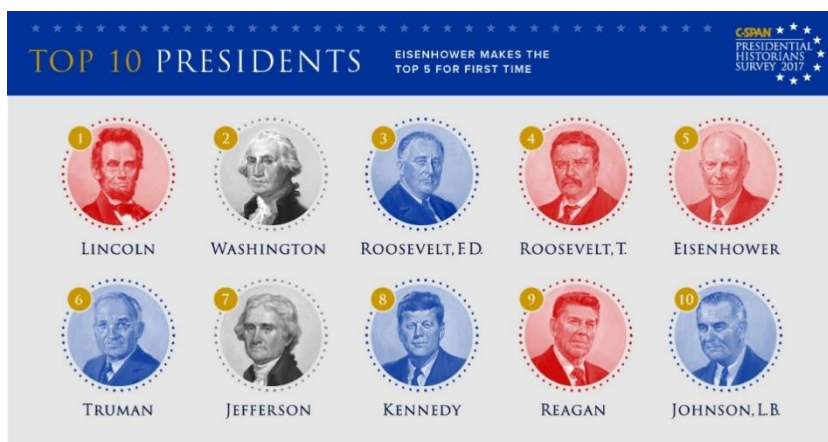 TOP 10 PRESIDENTS
EISENHOWER MAKES THE
TOP 5 FOR FIRST TIME
C-SPAN
PRESIDENTIAL
HISTORIANS
SURVEY 2017
1
LINCOLN
2
WASHINGTON
3
ROOSEVELT, F.D.
4
ROOSEVELT, T.
5
EISENHOWER
6
TRUMAN
7
JEFFERSON
8
KENNEDY
9
REAGAN
10
JOHNSON, L.B.